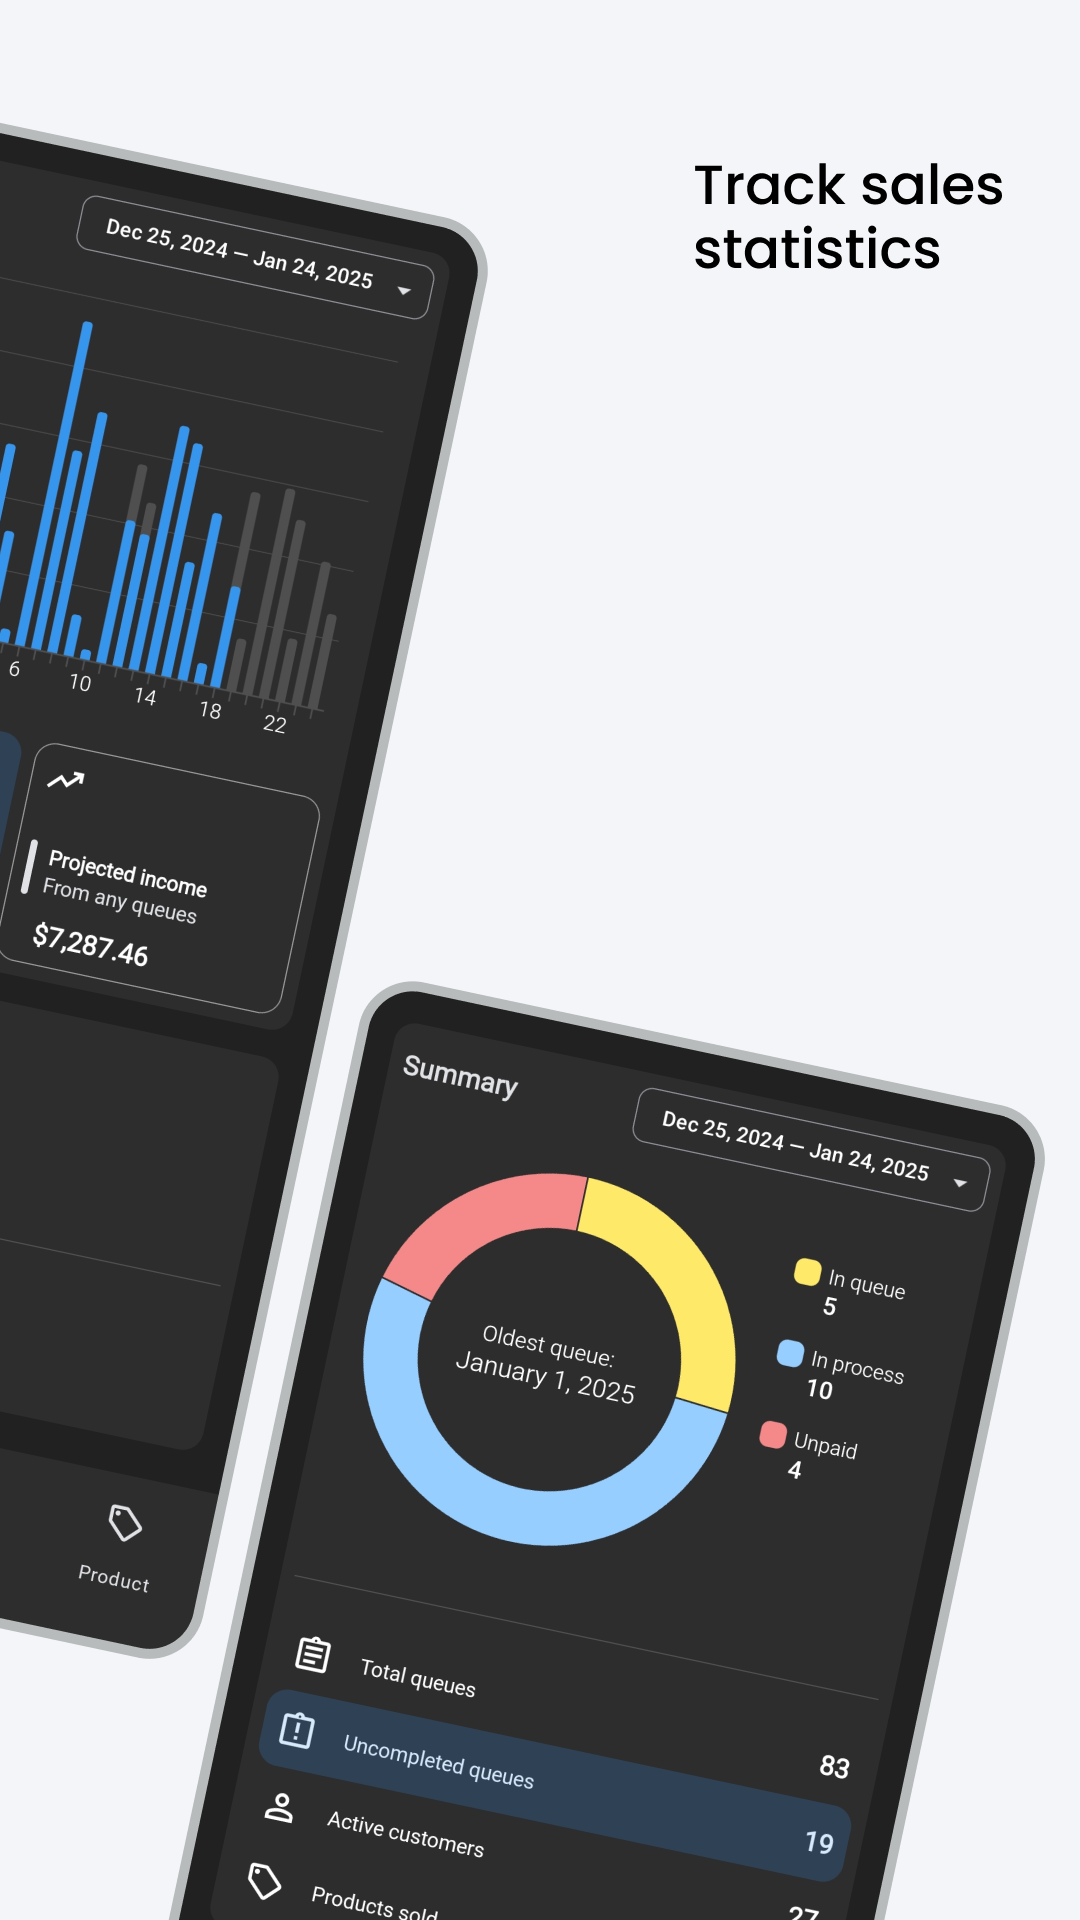 Track sales
statistics
Dec 25, 2024 — Jan 24, 2025
6
10
14
18
22
Projected income
From any queues
$7,287.46
Product
Summary
Dec 25, 2024 — Jan 24, 2025
Oldest queue:
January 1, 2025
In queue
5
In process
10
Unpaid
4
Total queues
83
Uncompleted queues
19
Active customers
27
Products sold